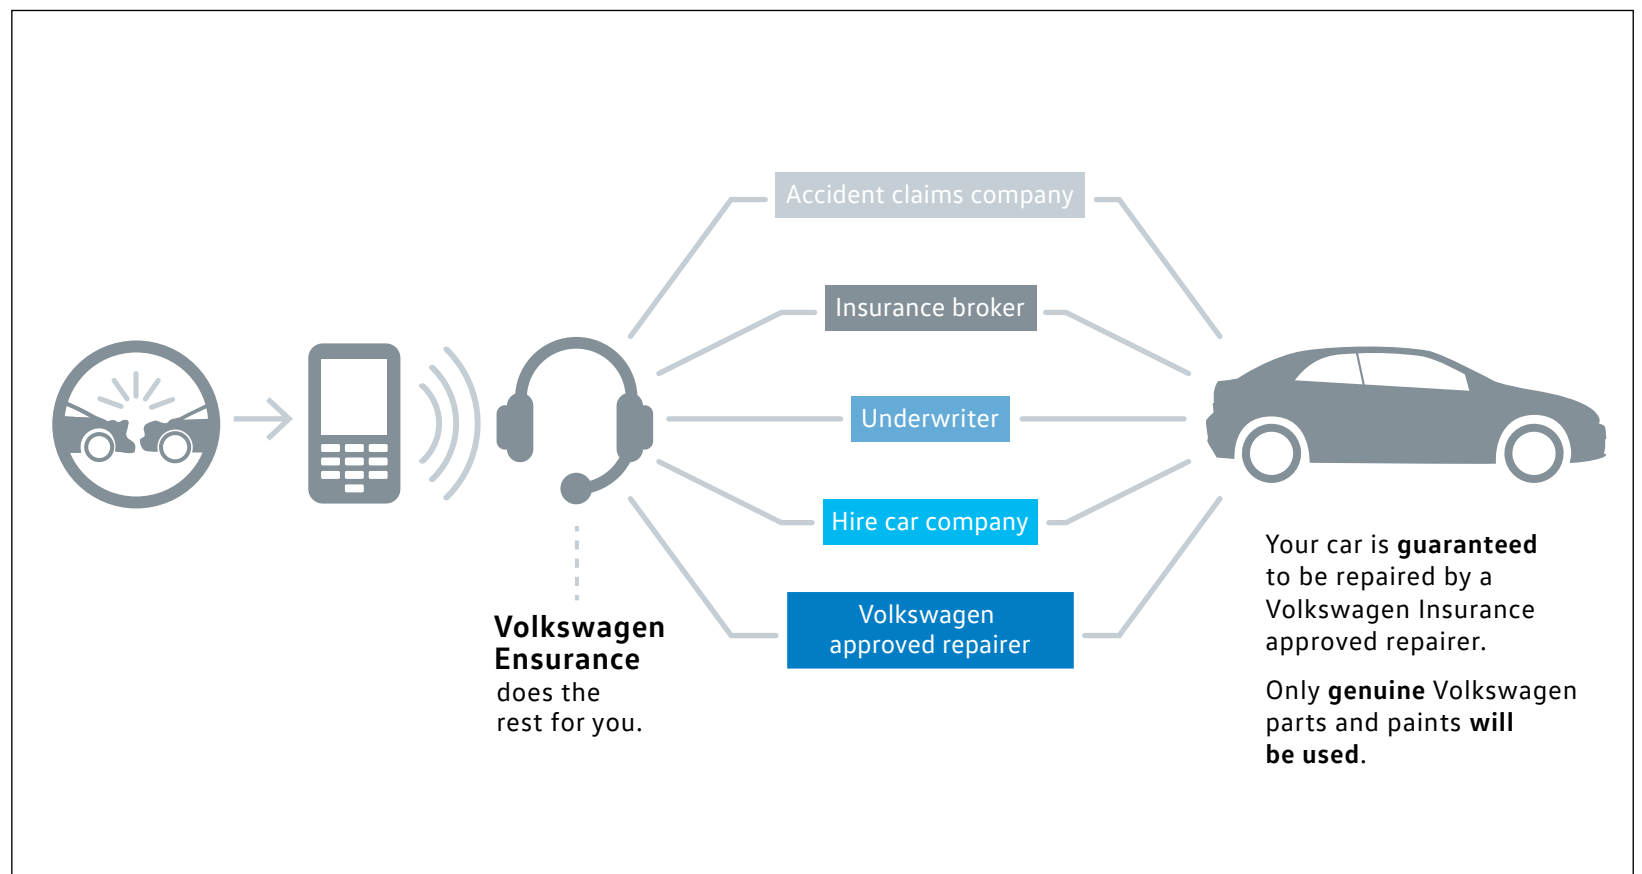 Accident claims company
Insurance broker
Underwriter
Hire car company
Volkswagen
approved repairer
Volkswagen
Ensurance
does the
rest for you.
Your car is guaranteed
to be repaired by a
Volkswagen Insurance
approved repairer.
Only genuine Volkswagen
parts and paints will
be used.